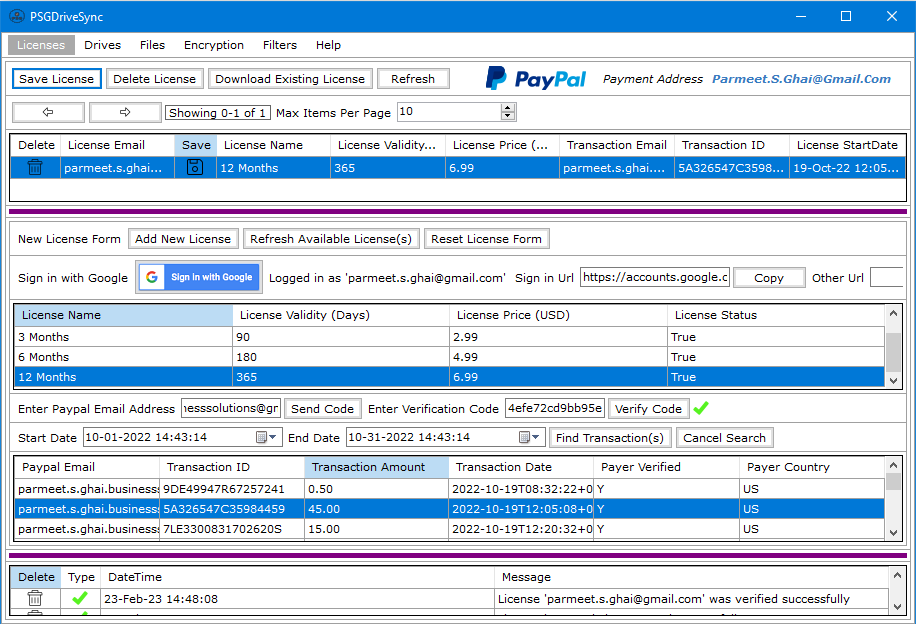 PSGDriveSync
Licenses Drives Files Encryption Filters Help
Save License Delete License Download Existing License Refresh PayPal Payment Address Parmeet.S.Ghai@Gmail.Com
Showing 0-1 of 1 Max Items Per Page 10
Delete License Email Save License Name License Validity... License Price (... Transaction Email Transaction ID License StartDate
parmeet.s.ghai... 12 Months 365 6.99 parmeet.s.ghai.... 5A326547C3598... 19-Oct-22 12:05...
New License Form Add New License Refresh Available License(s) Reset License Form
Sign in with Google G Sign in with Google Logged in as 'parmeet.s.ghai@gmail.com' Sign in Url https://accounts.google.c Copy Other Url
License Name License Validity (Days) License Price (USD) License Status
3 Months 90 2.99 True
6 Months 180 4.99 True
12 Months 365 6.99 True
Enter Paypal Email Address nesssolutions@gr Send Code Enter Verification Code 4efe72cd9bb95e Verify Code
Start Date 10-01-2022 14:43:14 End Date 10-31-2022 14:43:14 Find Transaction(s) Cancel Search
Paypal Email Transaction ID Transaction Amount Transaction Date Payer Verified Payer Country
parmeet.s.ghai.business 9DE49947R67257241 0.50 2022-10-19T08:32:22+0 Y US
parmeet.s.ghai.business 5A326547C35984459 45.00 2022-10-19T12:05:08+0 Y US
parmeet.s.ghai.business 7LE3300831702620S 15.00 2022-10-19T12:20:32+0 Y US
Delete Type DateTime Message
23-Feb-23 14:48:08 License 'parmeet.s.ghai@gmail.com' was verified successfully